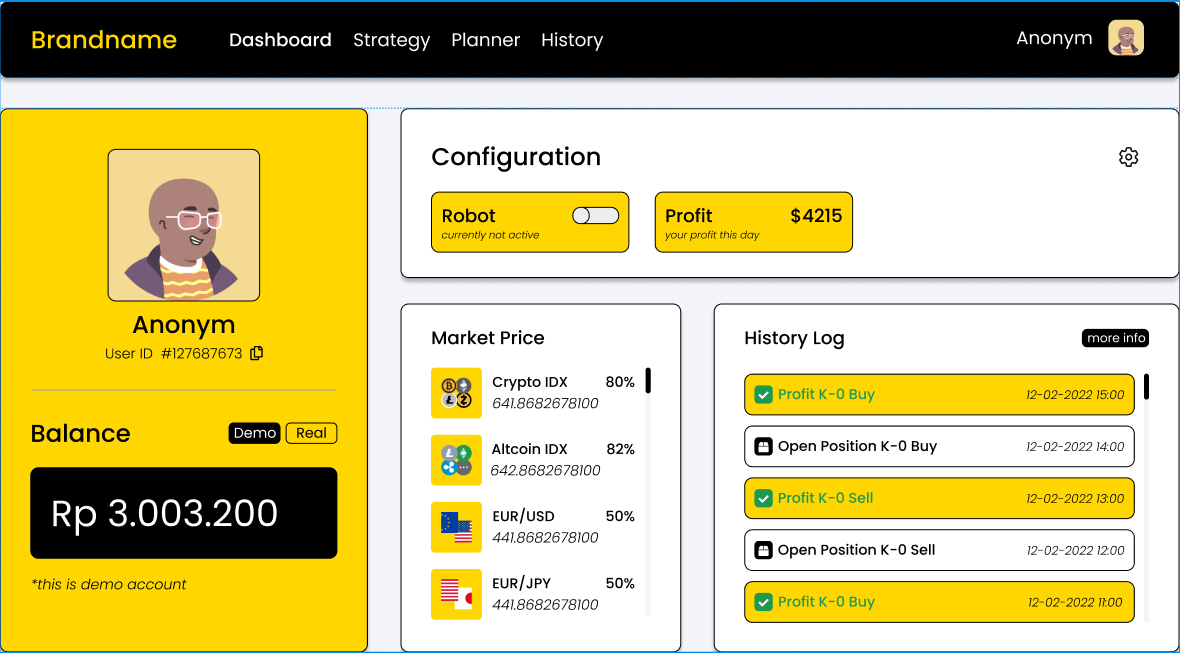 Brandname Dashboard Strategy Planner History Anonym
Anonym
User ID #127687673
Balance Demo Real
Rp 3.003.200
*this is demo account
Configuration
Robot
currently not active
Profit $4215
your profit this day
Market Price
Crypto IDX 80%
641.8682678100
Altcoin IDX 82%
642.8682678100
EUR/USD 50%
441.8682678100
EUR/JPY 50%
441.8682678100
History Log more info
Profit K-0 Buy 12-02-2022 15:00
Open Position K-0 Buy 12-02-2022 14:00
Profit K-0 Sell 12-02-2022 13:00
Open Position K-0 Sell 12-02-2022 12:00
Profit K-0 Buy 12-02-2022 11:00